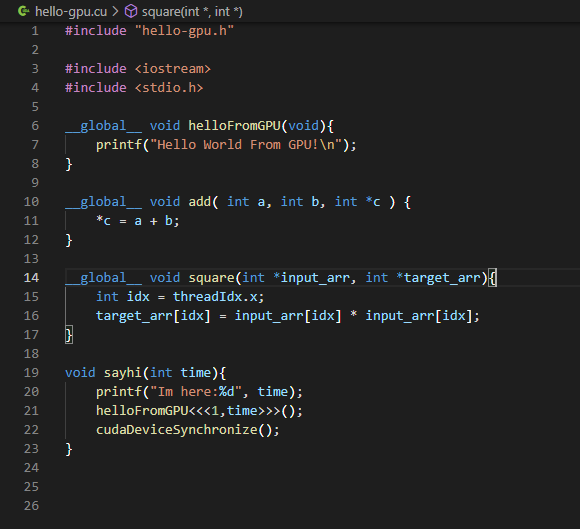 hello-gpu.cu > square(int *, int *)
1 #include "hello-gpu.h"
2
3 #include <iostream>
4 #include <stdio.h>
5
6 __global__ void helloFromGPU(void){
7     printf("Hello World From GPU!\n");
8 }
9
10 __global__ void add( int a, int b, int *c ) {
11     *c = a + b;
12 }
13
14 __global__ void square(int *input_arr, int *target_arr){
15     int idx = threadIdx.x;
16     target_arr[idx] = input_arr[idx] * input_arr[idx];
17 }
18
19 void sayhi(int time){
20     printf("Im here:%d", time);
21     helloFromGPU<<<1,time>>>();
22     cudaDeviceSynchronize();
23 }
24
25
26